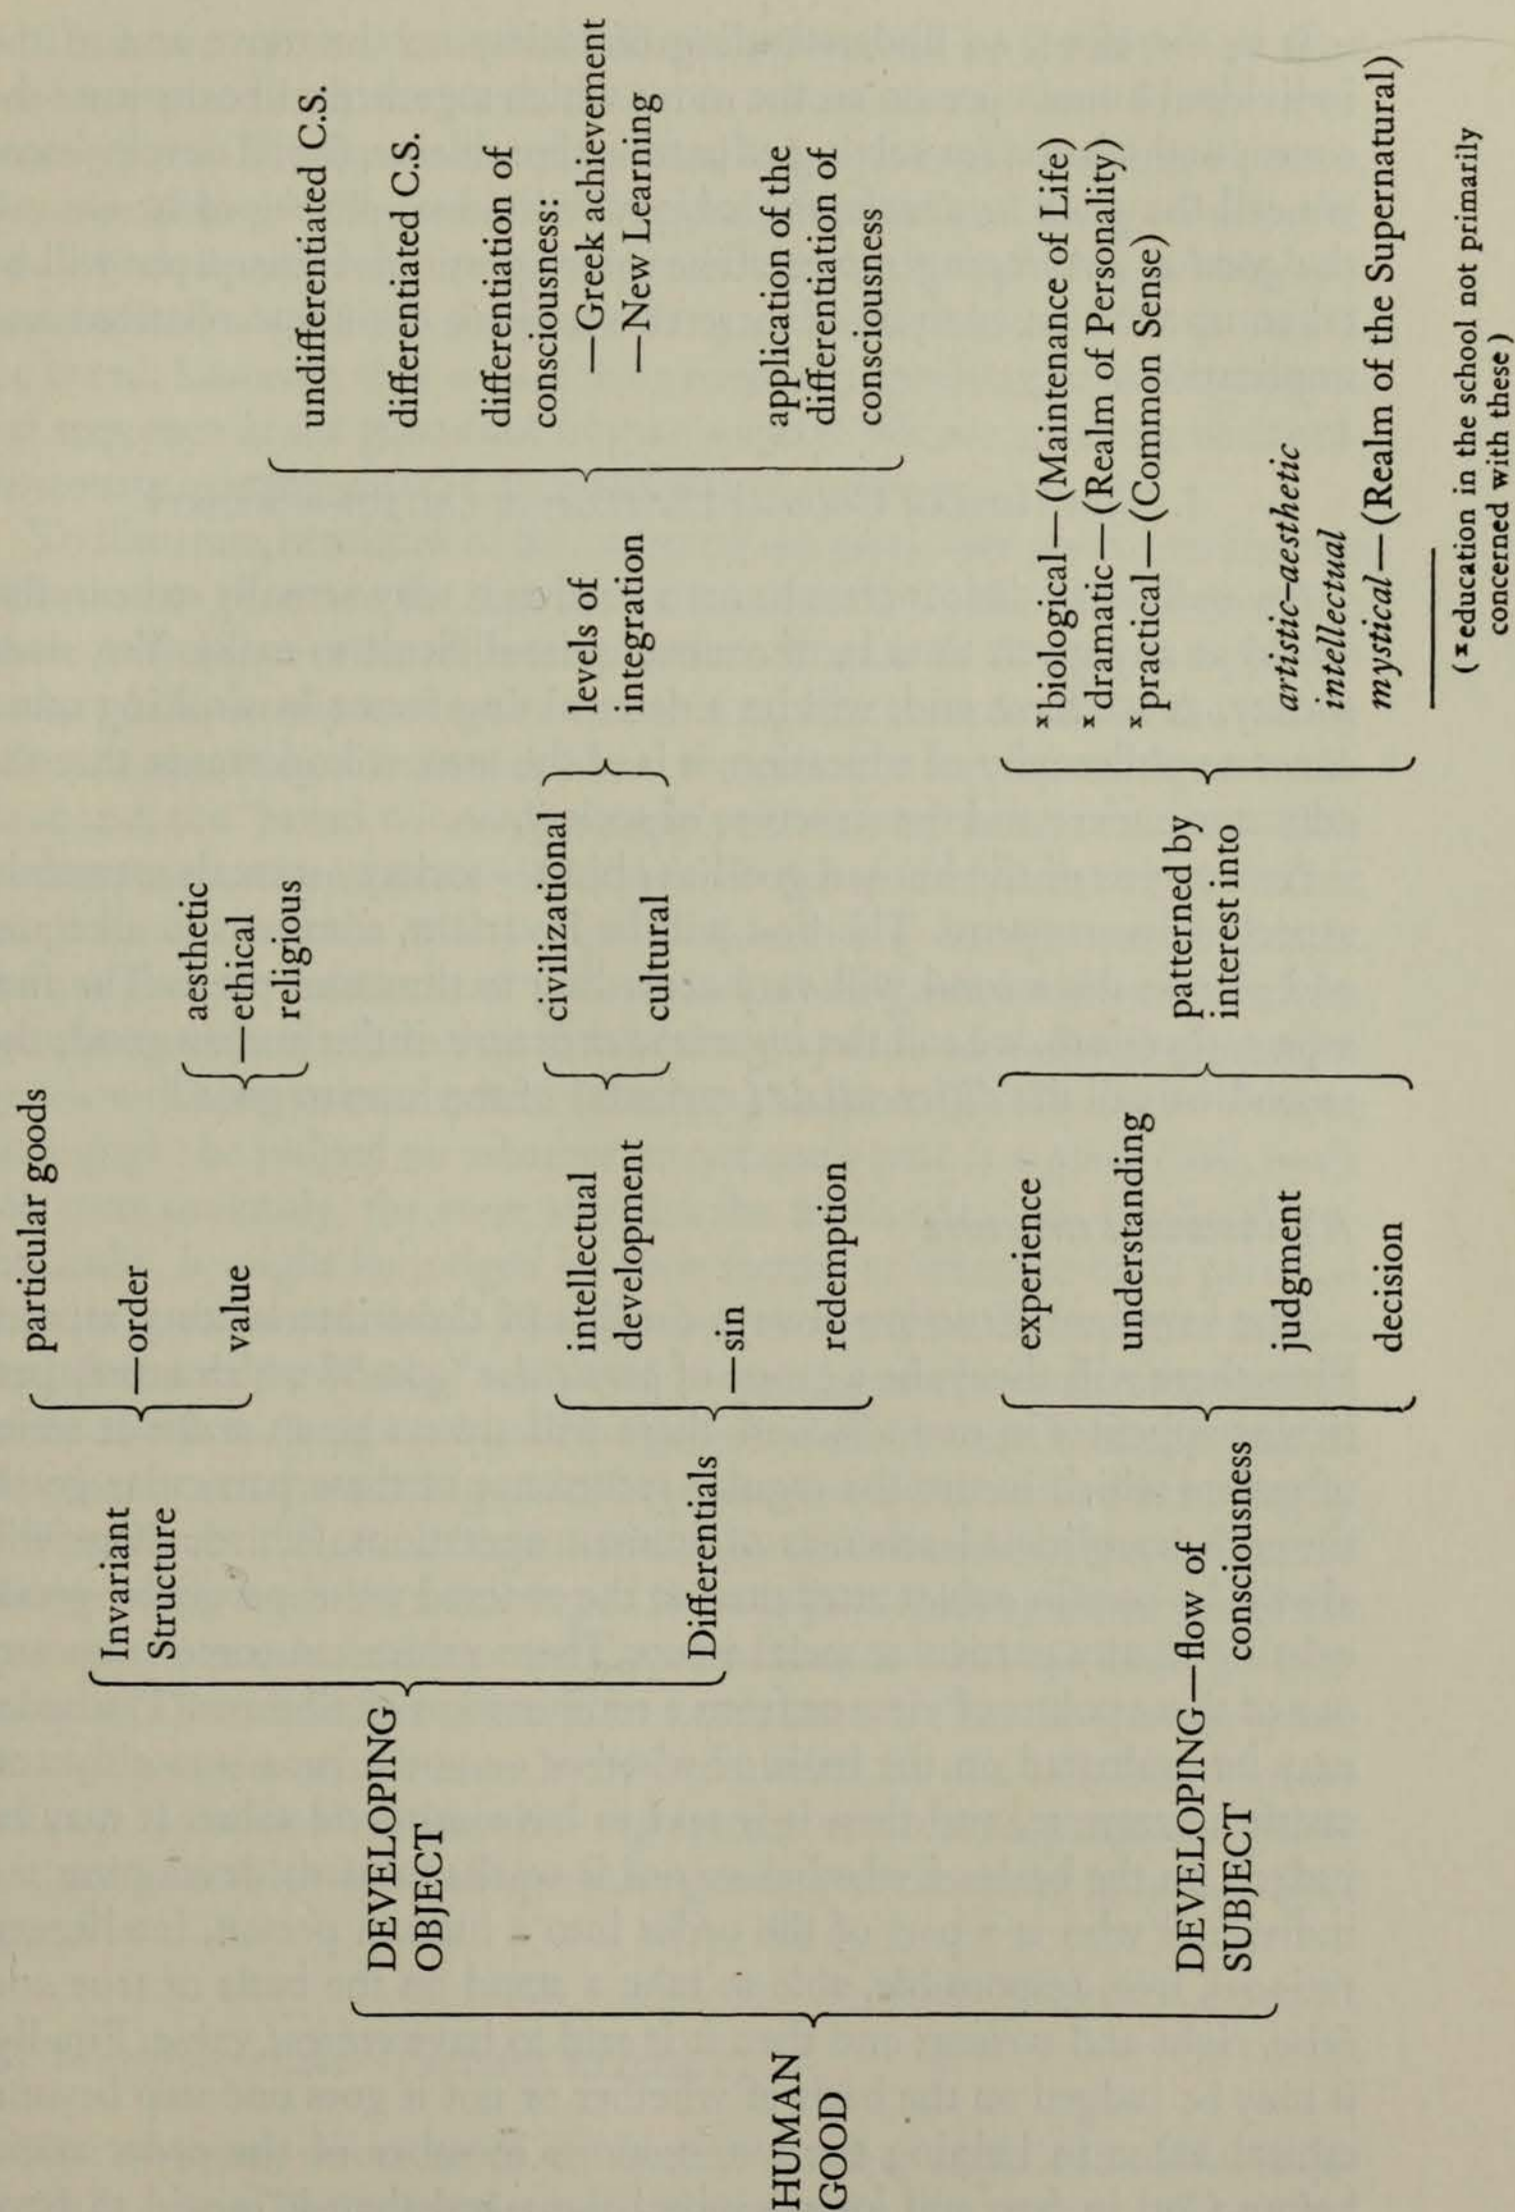 HUMAN
GOOD
DEVELOPING
OBJECT
Invariant
Structure
particular goods
—order
value
aesthetic
—ethical
religious
Differentials
intellectual
development
—sin
redemption
civilizational
cultural
levels of
integration
undifferentiated C.S.
differentiated C.S.
differentiation of
consciousness:
—Greek achievement
—New Learning
application of the
differentiation of
consciousness
DEVELOPING—flow of
SUBJECT consciousness
experience
understanding
judgment
decision
patterned by
interest into
ˣbiological—(Maintenance of Life)
ˣdramatic—(Realm of Personality)
ˣpractical—(Common Sense)
artistic–aesthetic
intellectual
mystical—(Realm of the Supernatural)
(ˣeducation in the school not primarily
concerned with these)